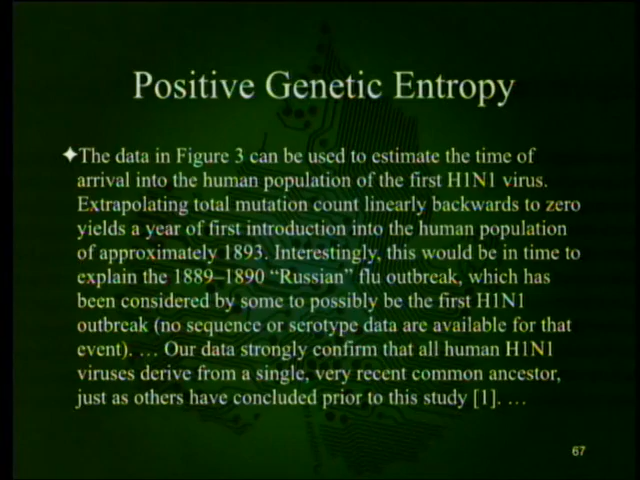 Positive Genetic Entropy
✦The data in Figure 3 can be used to estimate the time of
arrival into the human population of the first H1N1 virus.
Extrapolating total mutation count linearly backwards to zero
yields a year of first introduction into the human population
of approximately 1893. Interestingly, this would be in time to
explain the 1889–1890 “Russian” flu outbreak, which has
been considered by some to possibly be the first H1N1
outbreak (no sequence or serotype data are available for that
event). … Our data strongly confirm that all human H1N1
viruses derive from a single, very recent common ancestor,
just as others have concluded prior to this study [1]. …
67